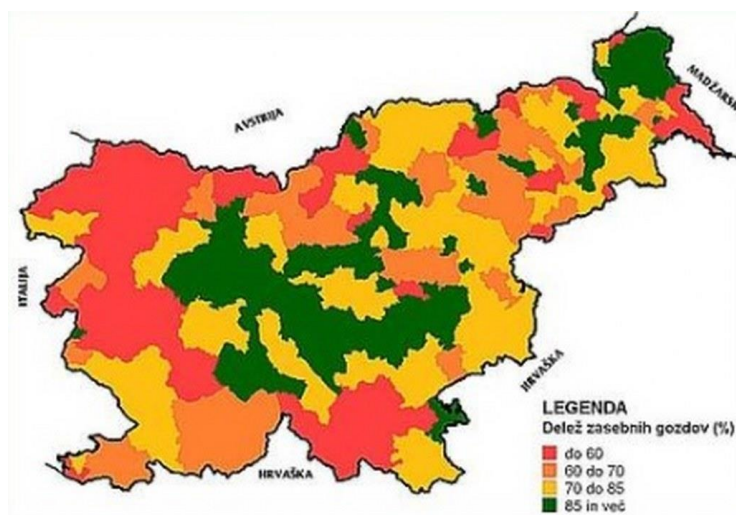 AVSTRIJA
MADŽARSKA
ITALIJA
HRVAŠKA
HRVAŠKA
LEGENDA
Delež zasebnih gozdov (%)
do 60
60 do 70
70 do 85
85 in več